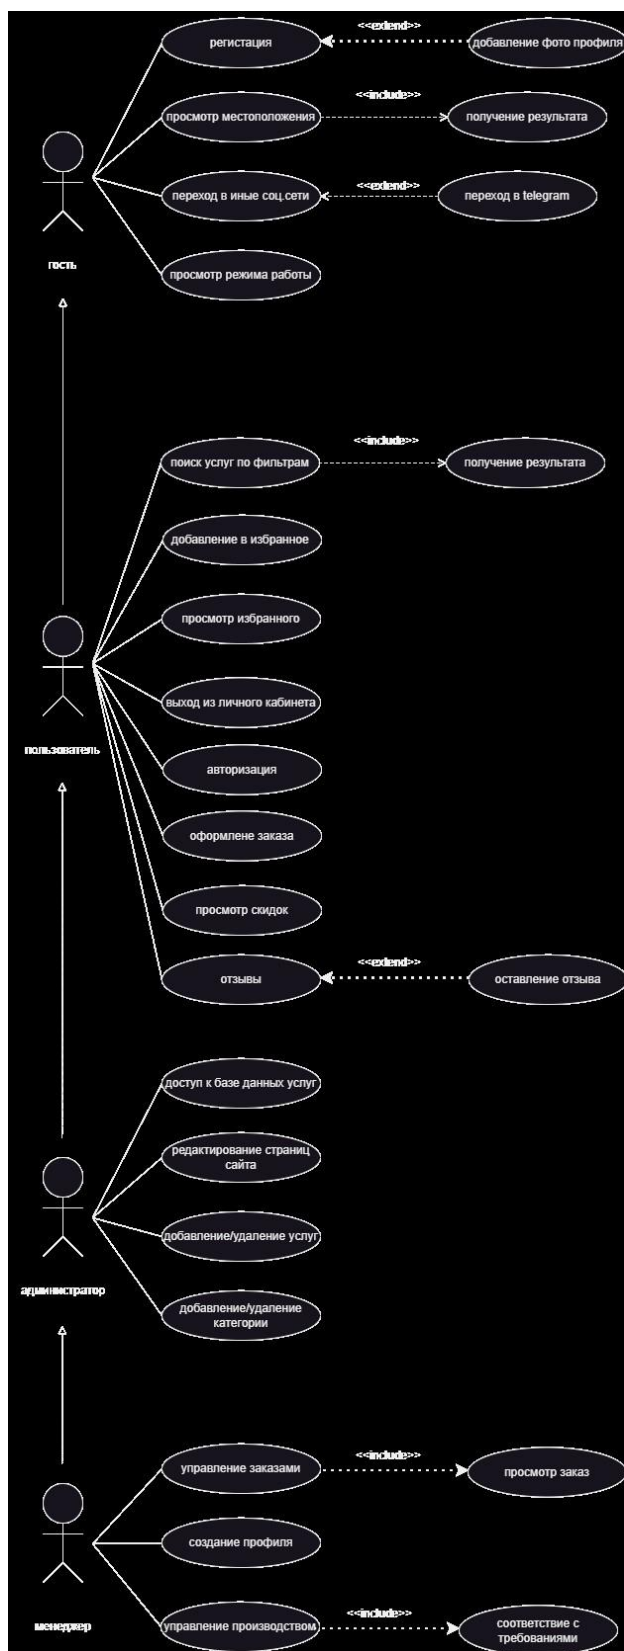 <<extend>>
регистация
добавление фото профиля
<<include>>
просмотр местоположения
получение результата
<<extend>>
переход в иные соц.сети
переход в telegram
гость
просмотр режима работы
<<include>>
поиск услуг по фильтрам
получение результата
добавление в избранное
просмотр избранного
выход из личного кабинета
пользователь
авторизация
оформлене заказа
просмотр скидок
<<extend>>
отзывы
оставление отзыва
доступ к базе данных услуг
редактирование страниц
сайта
добавление/удаление услуг
администратор
добавление/удаление
категории
<<include>>
управление заказами
просмотр заказ
создание профиля
<<include>>
менеджер
управление производством
соответствие с
требованиями